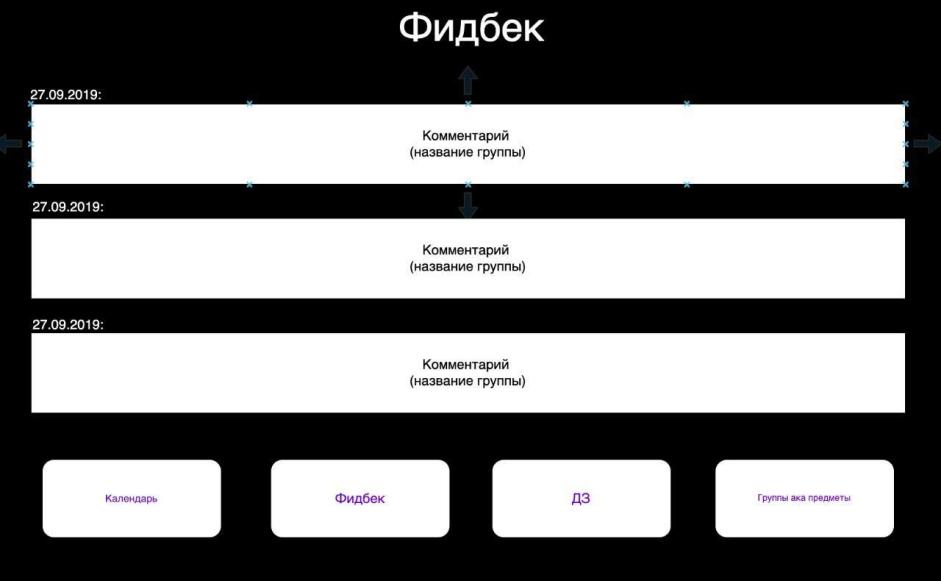 Фидбек
27.09.2019:
Комментарий
(название группы)
27.09.2019:
Комментарий
(название группы)
27.09.2019:
Комментарий
(название группы)
Календарь
Фидбек
ДЗ
Группы ака предметы